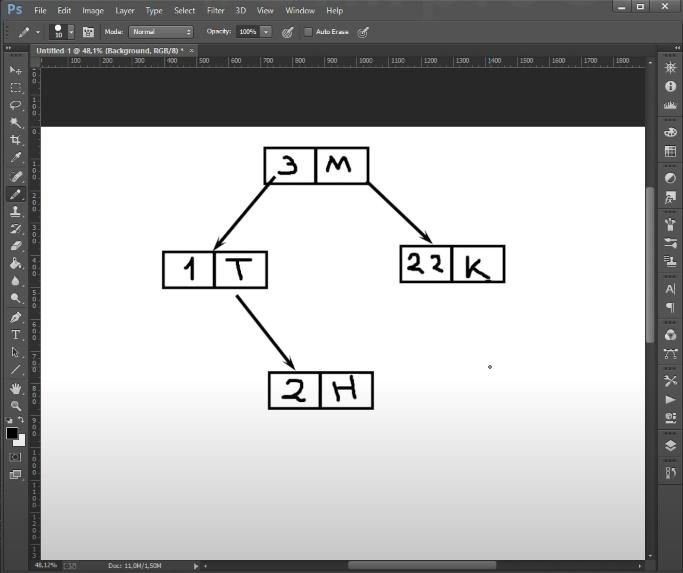 Ps File Edit Image Layer Type Select Filter 3D View Window Help
10 Mode: Normal Opacity: 100% Auto Erase
Untitled-1 @ 48,1% (Background, RGB/8) * ×
100 200 300 400 500 600 700 800 900 1000 1100 1200 1300 1400 1500 1600 1700 1800
3 M
1 T
22 K
2 H
48,12% Doc: 11,0M/1,50M